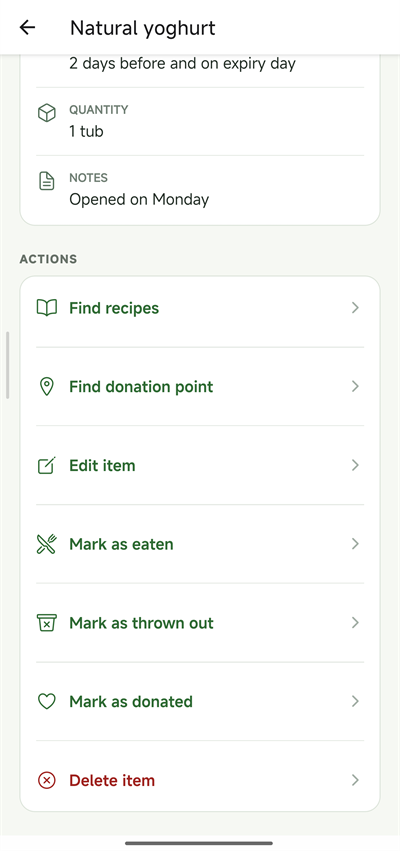 Natural yoghurt
2 days before and on expiry day
QUANTITY
1 tub
NOTES
Opened on Monday
ACTIONS
Find recipes
Find donation point
Edit item
Mark as eaten
Mark as thrown out
Mark as donated
Delete item